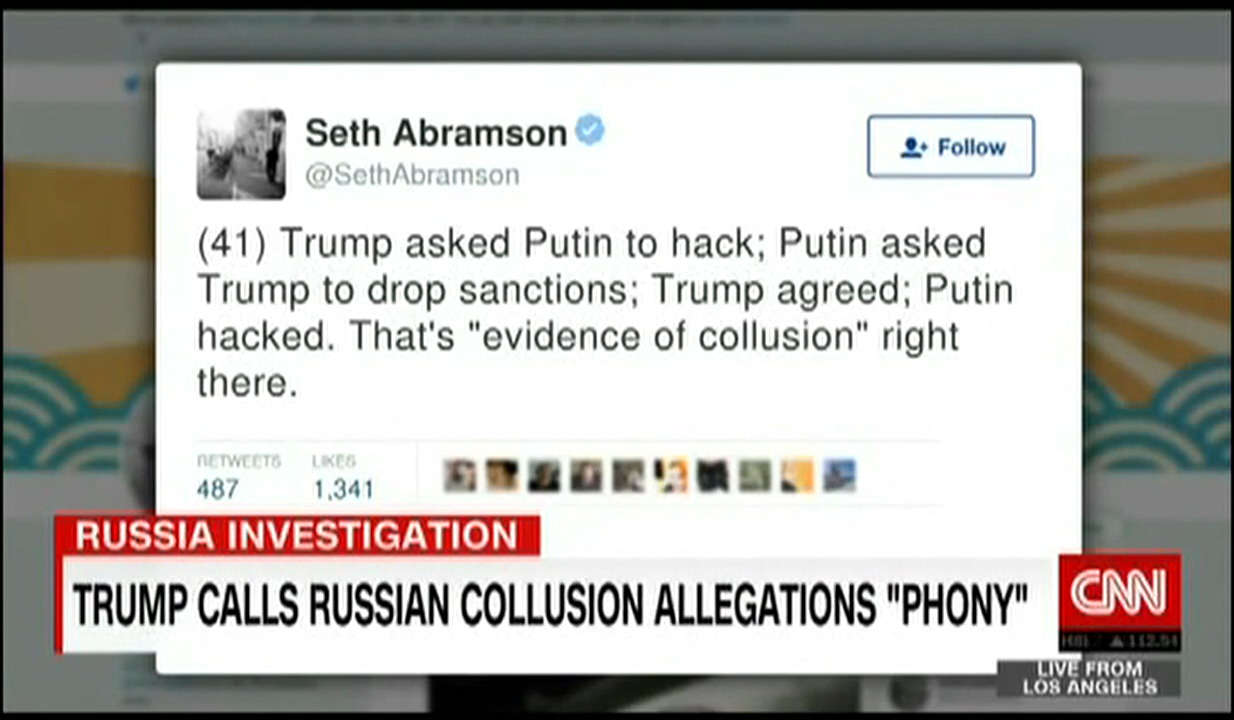 Seth Abramson
@SethAbramson
Follow
(41) Trump asked Putin to hack; Putin asked
Trump to drop sanctions; Trump agreed; Putin
hacked. That's "evidence of collusion" right
there.
RETWEETS LIKES
487 1,341
RUSSIA INVESTIGATION
TRUMP CALLS RUSSIAN COLLUSION ALLEGATIONS "PHONY"
CNN
▲ 112.94
LIVE FROM
LOS ANGELES